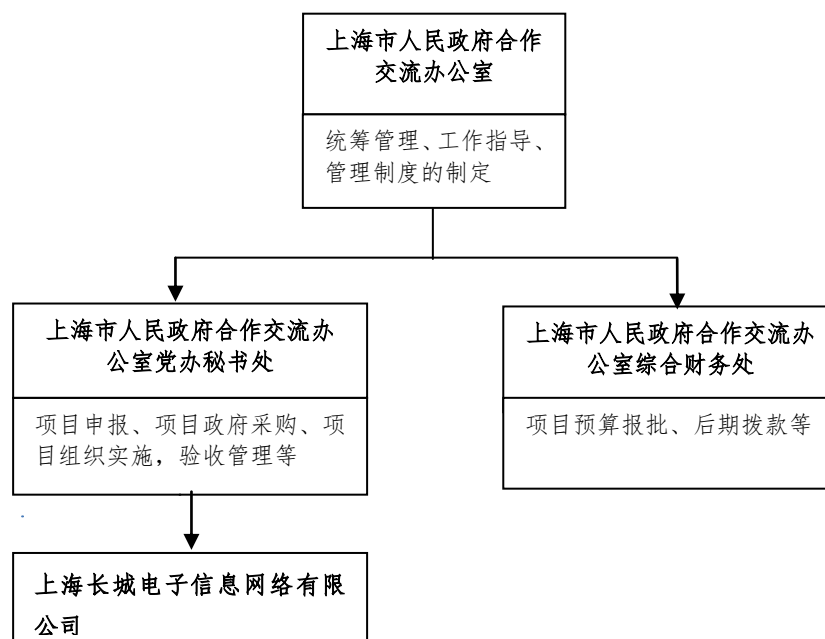 上海市人民政府合作
交流办公室
统筹管理、工作指导、
管理制度的制定
上海市人民政府合作交流办
公室党办秘书处
项目申报、项目政府采购、项
目组织实施，验收管理等
上海市人民政府合作交流办
公室综合财务处
项目预算报批、后期拨款等
上海长城电子信息网络有限
公司